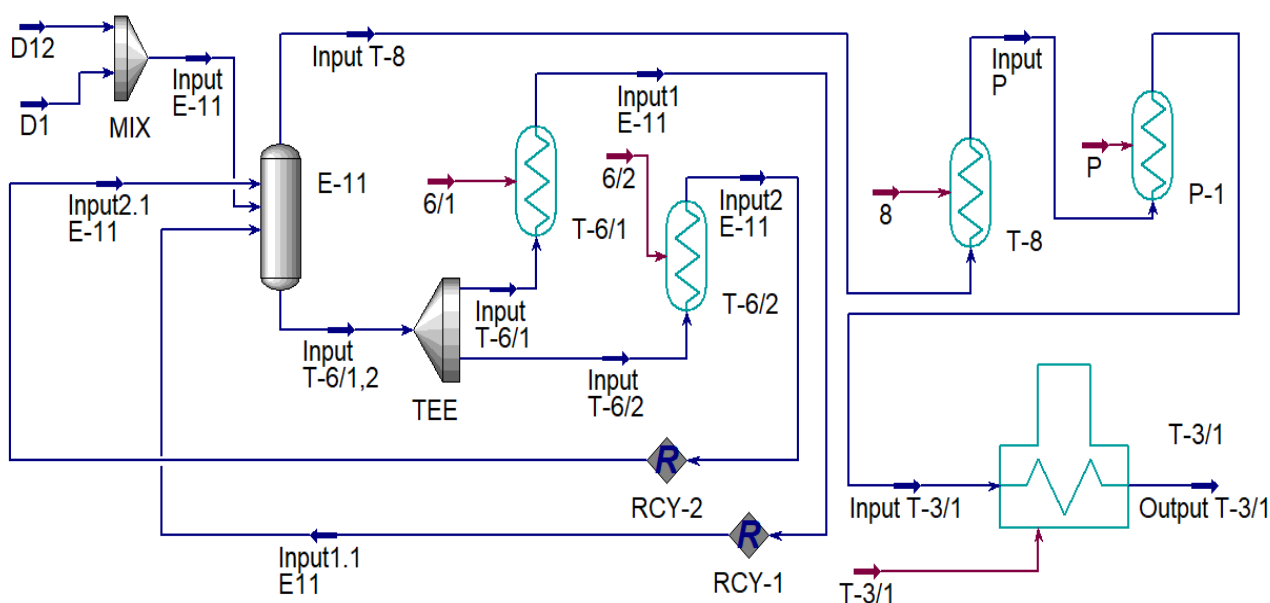 D12
D1
MIX
Input
E-11
Input T-8
E-11
Input2.1
E-11
6/1
Input1
E-11
T-6/1
6/2
Input2
E-11
T-6/2
Input
T-6/1
Input
T-6/1,2
TEE
Input
T-6/2
RCY-2
R
RCY-1
R
Input1.1
E11
8
T-8
Input
P
P
P-1
Input T-3/1
T-3/1
Output T-3/1
T-3/1